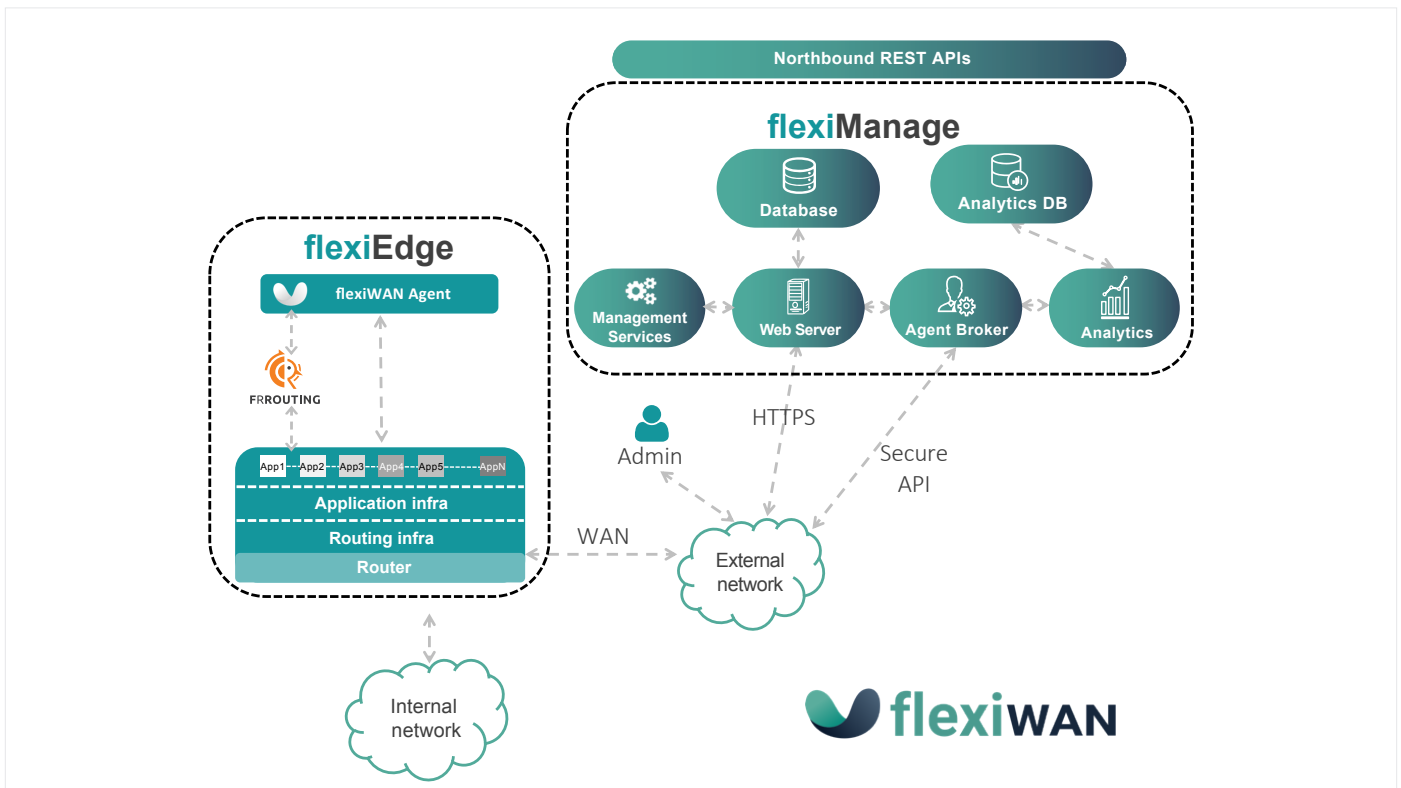 Northbound REST APIs
flexiManage
Database
Analytics DB
Management
Services
Web Server
Agent Broker
Analytics
flexiEdge
flexiWAN Agent
FRROUTING
App1
App2
App3
App4
App5
AppN
Application infra
Routing infra
Router
HTTPS
Admin
Secure
API
WAN
External
network
Internal
network
flexiWAN